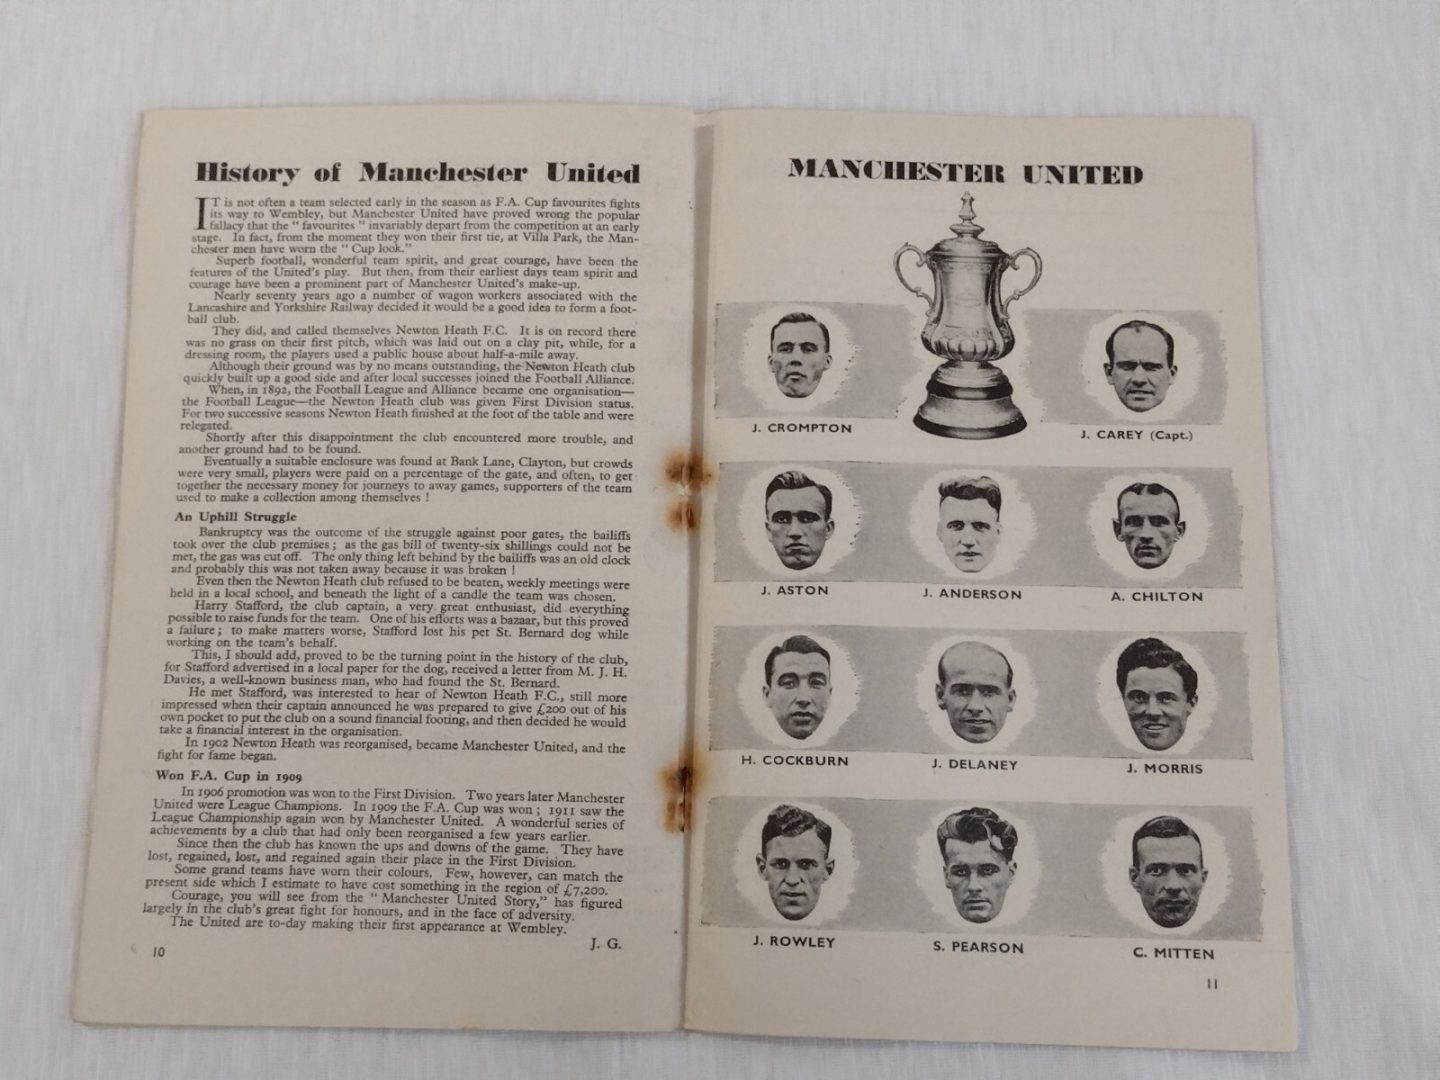 History of Manchester United
IT is not often a team selected early in the season as F.A. Cup favourites fights
its way to Wembley, but Manchester United have proved wrong the popular
fallacy that the " favourites " invariably depart from the competition at an early
stage. In fact, from the moment they won their first tie, at Villa Park, the Man-
chester men have worn the " Cup look."
Superb football, wonderful team spirit, and great courage, have been the
features of the United's play. But then, from their earliest days team spirit and
courage have been a prominent part of Manchester United's make-up.
Nearly seventy years ago a number of wagon workers associated with the
Lancashire and Yorkshire Railway decided it would be a good idea to form a foot-
ball club.
They did, and called themselves Newton Heath F.C. It is on record there
was no grass on their first pitch, which was laid out on a clay pit, while, for a
dressing room, the players used a public house about half-a-mile away.
Although their ground was by no means outstanding, the Newton Heath club
quickly built up a good side and after local successes joined the Football Alliance.
When, in 1892, the Football League and Alliance became one organisation—
the Football League—the Newton Heath club was given First Division status.
For two successive seasons Newton Heath finished at the foot of the table and were
relegated.
Shortly after this disappointment the club encountered more trouble, and
another ground had to be found.
Eventually a suitable enclosure was found at Bank Lane, Clayton, but crowds
were very small, players were paid on a percentage of the gate, and often, to get
together the necessary money for journeys to away games, supporters of the team
used to make a collection among themselves !
An Uphill Struggle
Bankruptcy was the outcome of the struggle against poor gates, the bailiffs
took over the club premises ; as the gas bill of twenty-six shillings could not be
met, the gas was cut off. The only thing left behind by the bailiffs was an old clock
and probably this was not taken away because it was broken !
Even then the Newton Heath club refused to be beaten, weekly meetings were
held in a local school, and beneath the light of a candle the team was chosen.
Harry Stafford, the club captain, a very great enthusiast, did everything
possible to raise funds for the team. One of his efforts was a bazaar, but this proved
a failure ; to make matters worse, Stafford lost his pet St. Bernard dog while
working on the team's behalf.
This, I should add, proved to be the turning point in the history of the club,
for Stafford advertised in a local paper for the dog, received a letter from M. J. H.
Davies, a well-known business man, who had found the St. Bernard.
He met Stafford, was interested to hear of Newton Heath F.C., still more
impressed when their captain announced he was prepared to give £200 out of his
own pocket to put the club on a sound financial footing, and then decided he would
take a financial interest in the organisation.
In 1902 Newton Heath was reorganised, became Manchester United, and the
fight for fame began.
Won F.A. Cup in 1909
In 1906 promotion was won to the First Division. Two years later Manchester
United were League Champions. In 1909 the F.A. Cup was won ; 1911 saw the
League Championship again won by Manchester United. A wonderful series of
achievements by a club that had only been reorganised a few years earlier.
Since then the club has known the ups and downs of the game. They have
lost, regained, lost, and regained again their place in the First Division.
Some grand teams have worn their colours. Few, however, can match the
present side which I estimate to have cost something in the region of £7,200.
Courage, you will see from the " Manchester United Story," has figured
largely in the club's great fight for honours, and in the face of adversity.
The United are to-day making their first appearance at Wembley.
J. G.
10
MANCHESTER UNITED
J. CROMPTON
J. CAREY (Capt.)
J. ASTON
J. ANDERSON
A. CHILTON
H. COCKBURN
J. DELANEY
J. MORRIS
J. ROWLEY
S. PEARSON
C. MITTEN
11